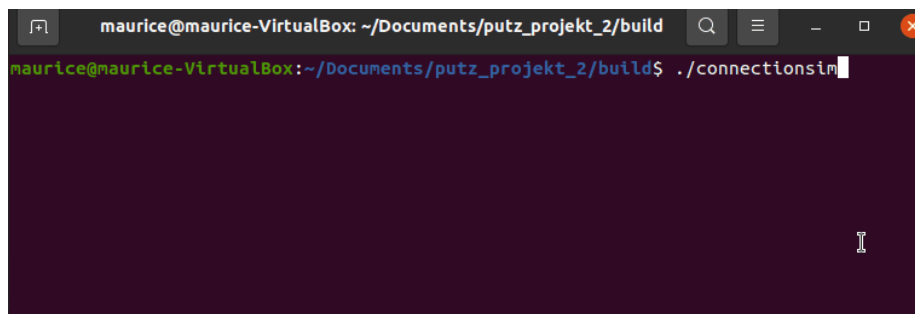 maurice@maurice-VirtualBox: ~/Documents/putz_projekt_2/build
maurice@maurice-VirtualBox:~/Documents/putz_projekt_2/build$ ./connectionsim